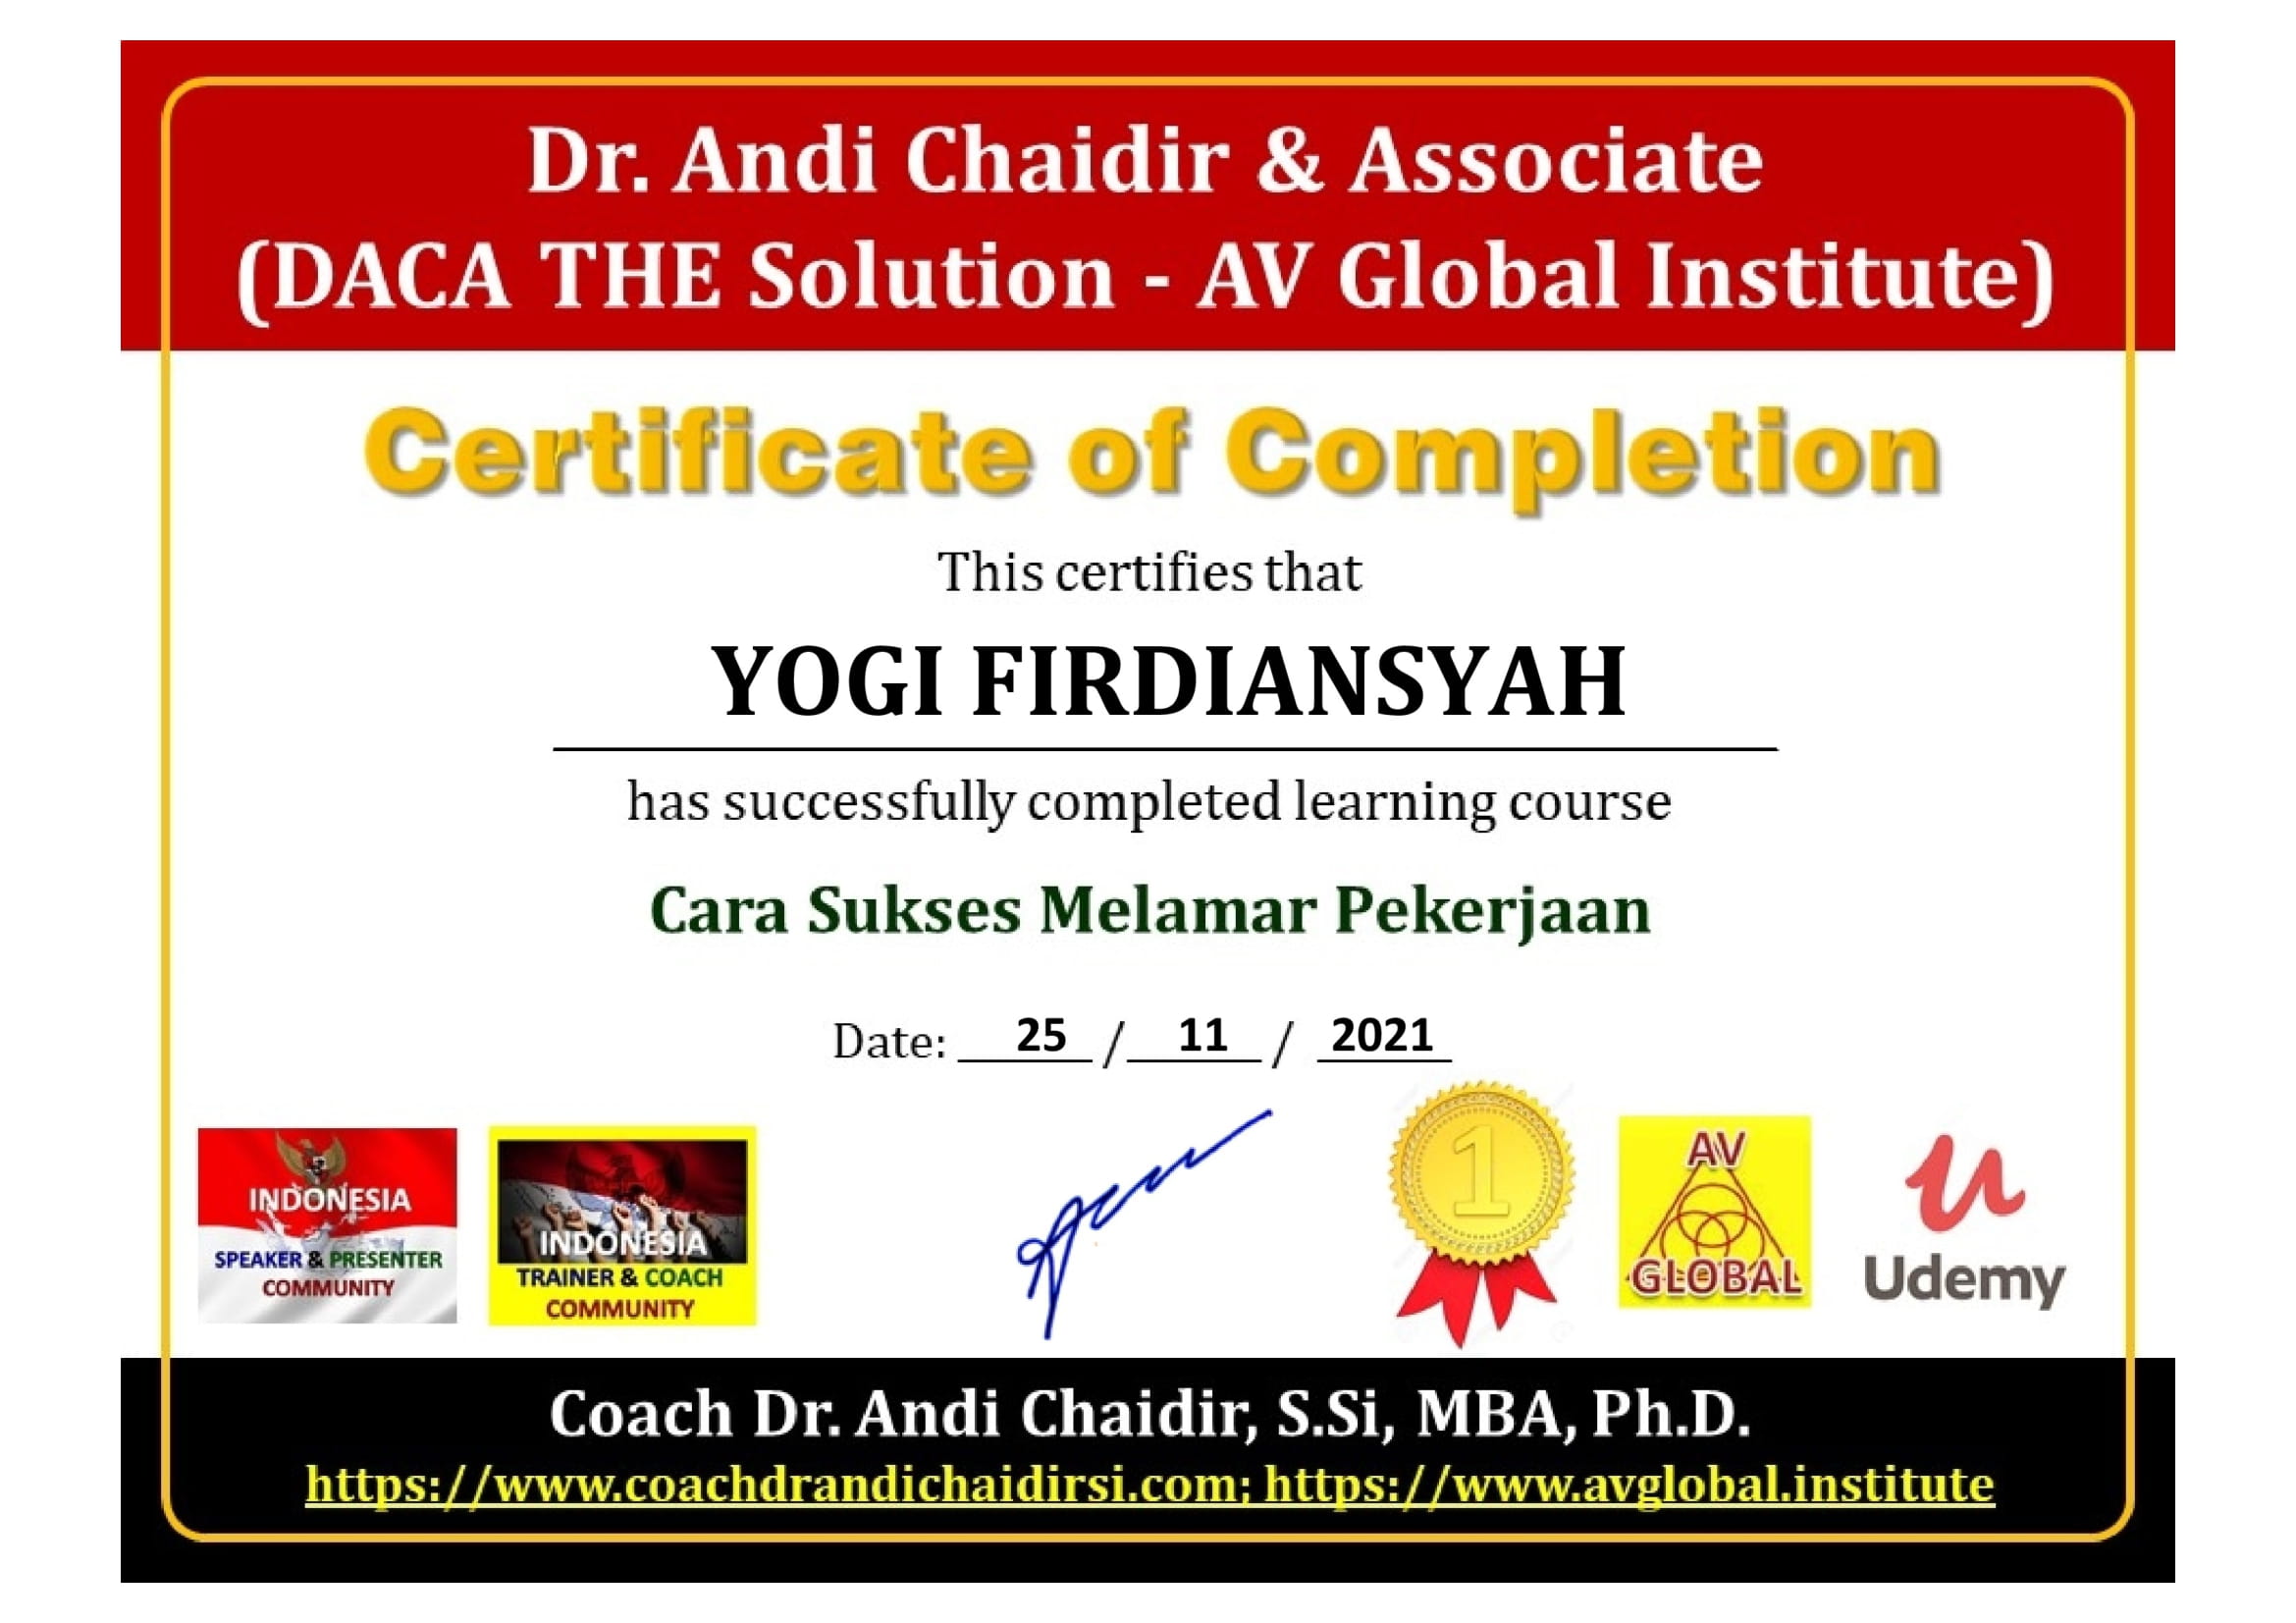 Dr. Andi Chaidir & Associate
(DACA THE Solution - AV Global Institute)
Certificate of Completion
This certifies that
YOGI FIRDIANSYAH
has successfully completed learning course
Cara Sukses Melamar Pekerjaan
Date: 25 / 11 / 2021
INDONESIA
SPEAKER & PRESENTER
COMMUNITY
INDONESIA
TRAINER & COACH
COMMUNITY
1
AV
GLOBAL
Udemy
Coach Dr. Andi Chaidir, S.Si, MBA, Ph.D.
https://www.coachdrandichaidirsi.com; https://www.avglobal.institute